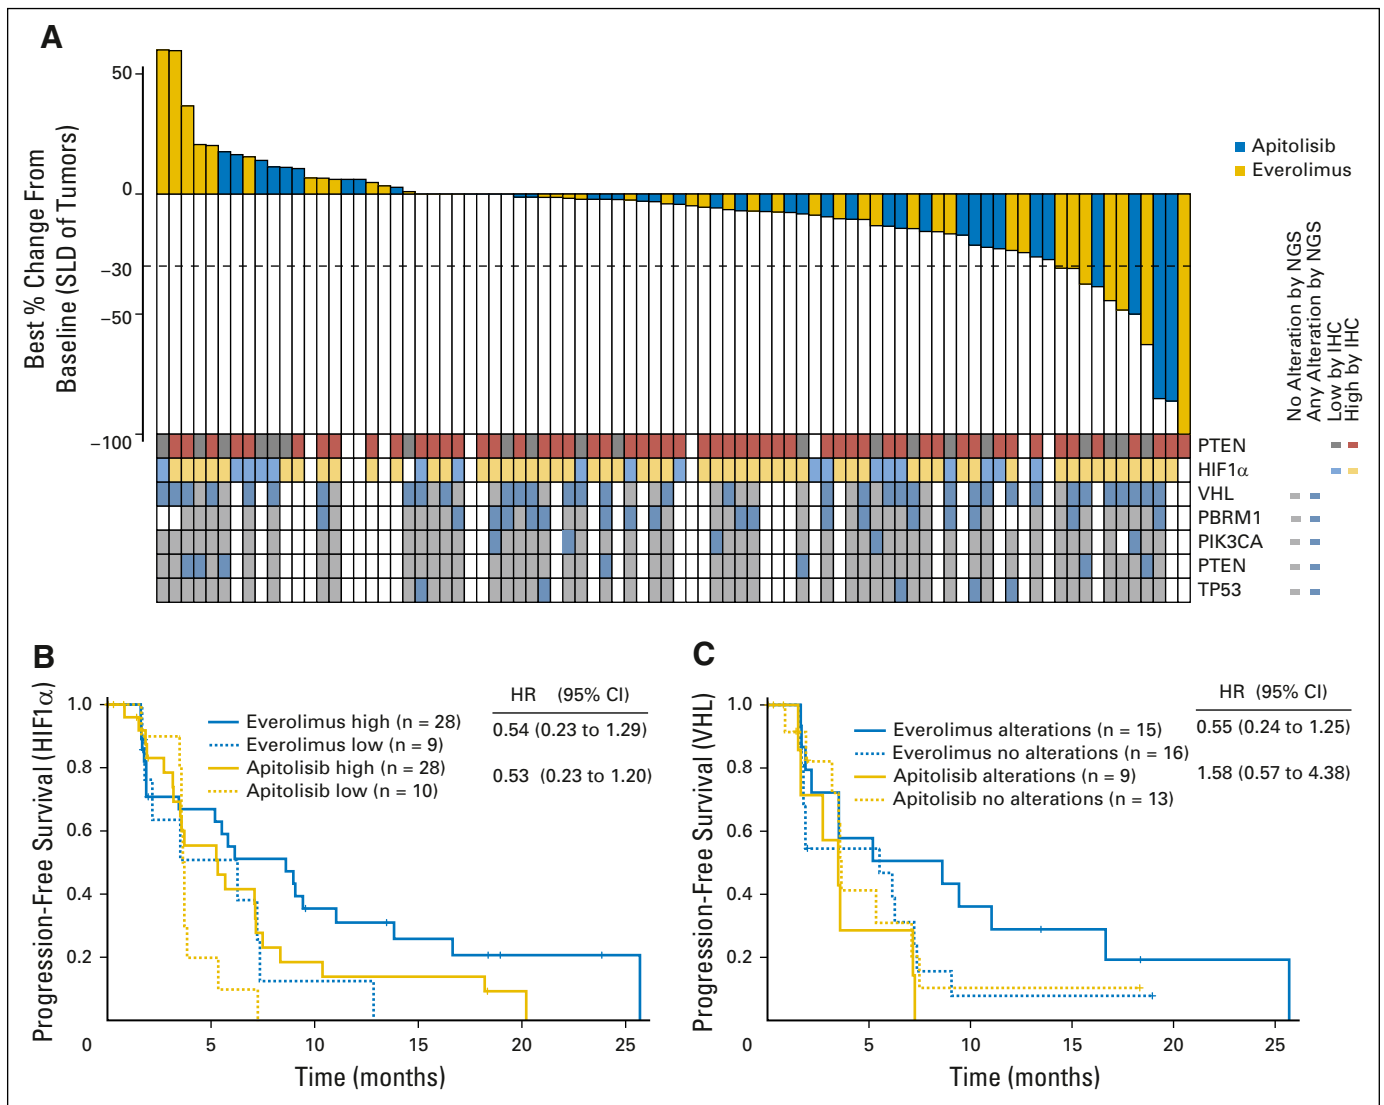 A
Best % Change From
Baseline (SLD of Tumors)
50
0
−30
−50
−100
Apitolisib
Everolimus
No Alteration by NGS
Any Alteration by NGS
Low by IHC
High by IHC
PTEN
HIF1α
VHL
PBRM1
PIK3CA
PTEN
TP53
B
Progression-Free Survival (HIF1α)
1.0
0.8
0.6
0.4
0.2
0
5
10
15
20
25
Time (months)
Everolimus high (n = 28)
Everolimus low (n = 9)
Apitolisib high (n = 28)
Apitolisib low (n = 10)
HR (95% CI)
0.54 (0.23 to 1.29)
0.53 (0.23 to 1.20)
C
Progression-Free Survival (VHL)
1.0
0.8
0.6
0.4
0.2
0
5
10
15
20
25
Time (months)
Everolimus alterations (n = 15)
Everolimus no alterations (n = 16)
Apitolisib alterations (n = 9)
Apitolisib no alterations (n = 13)
HR (95% CI)
0.55 (0.24 to 1.25)
1.58 (0.57 to 4.38)